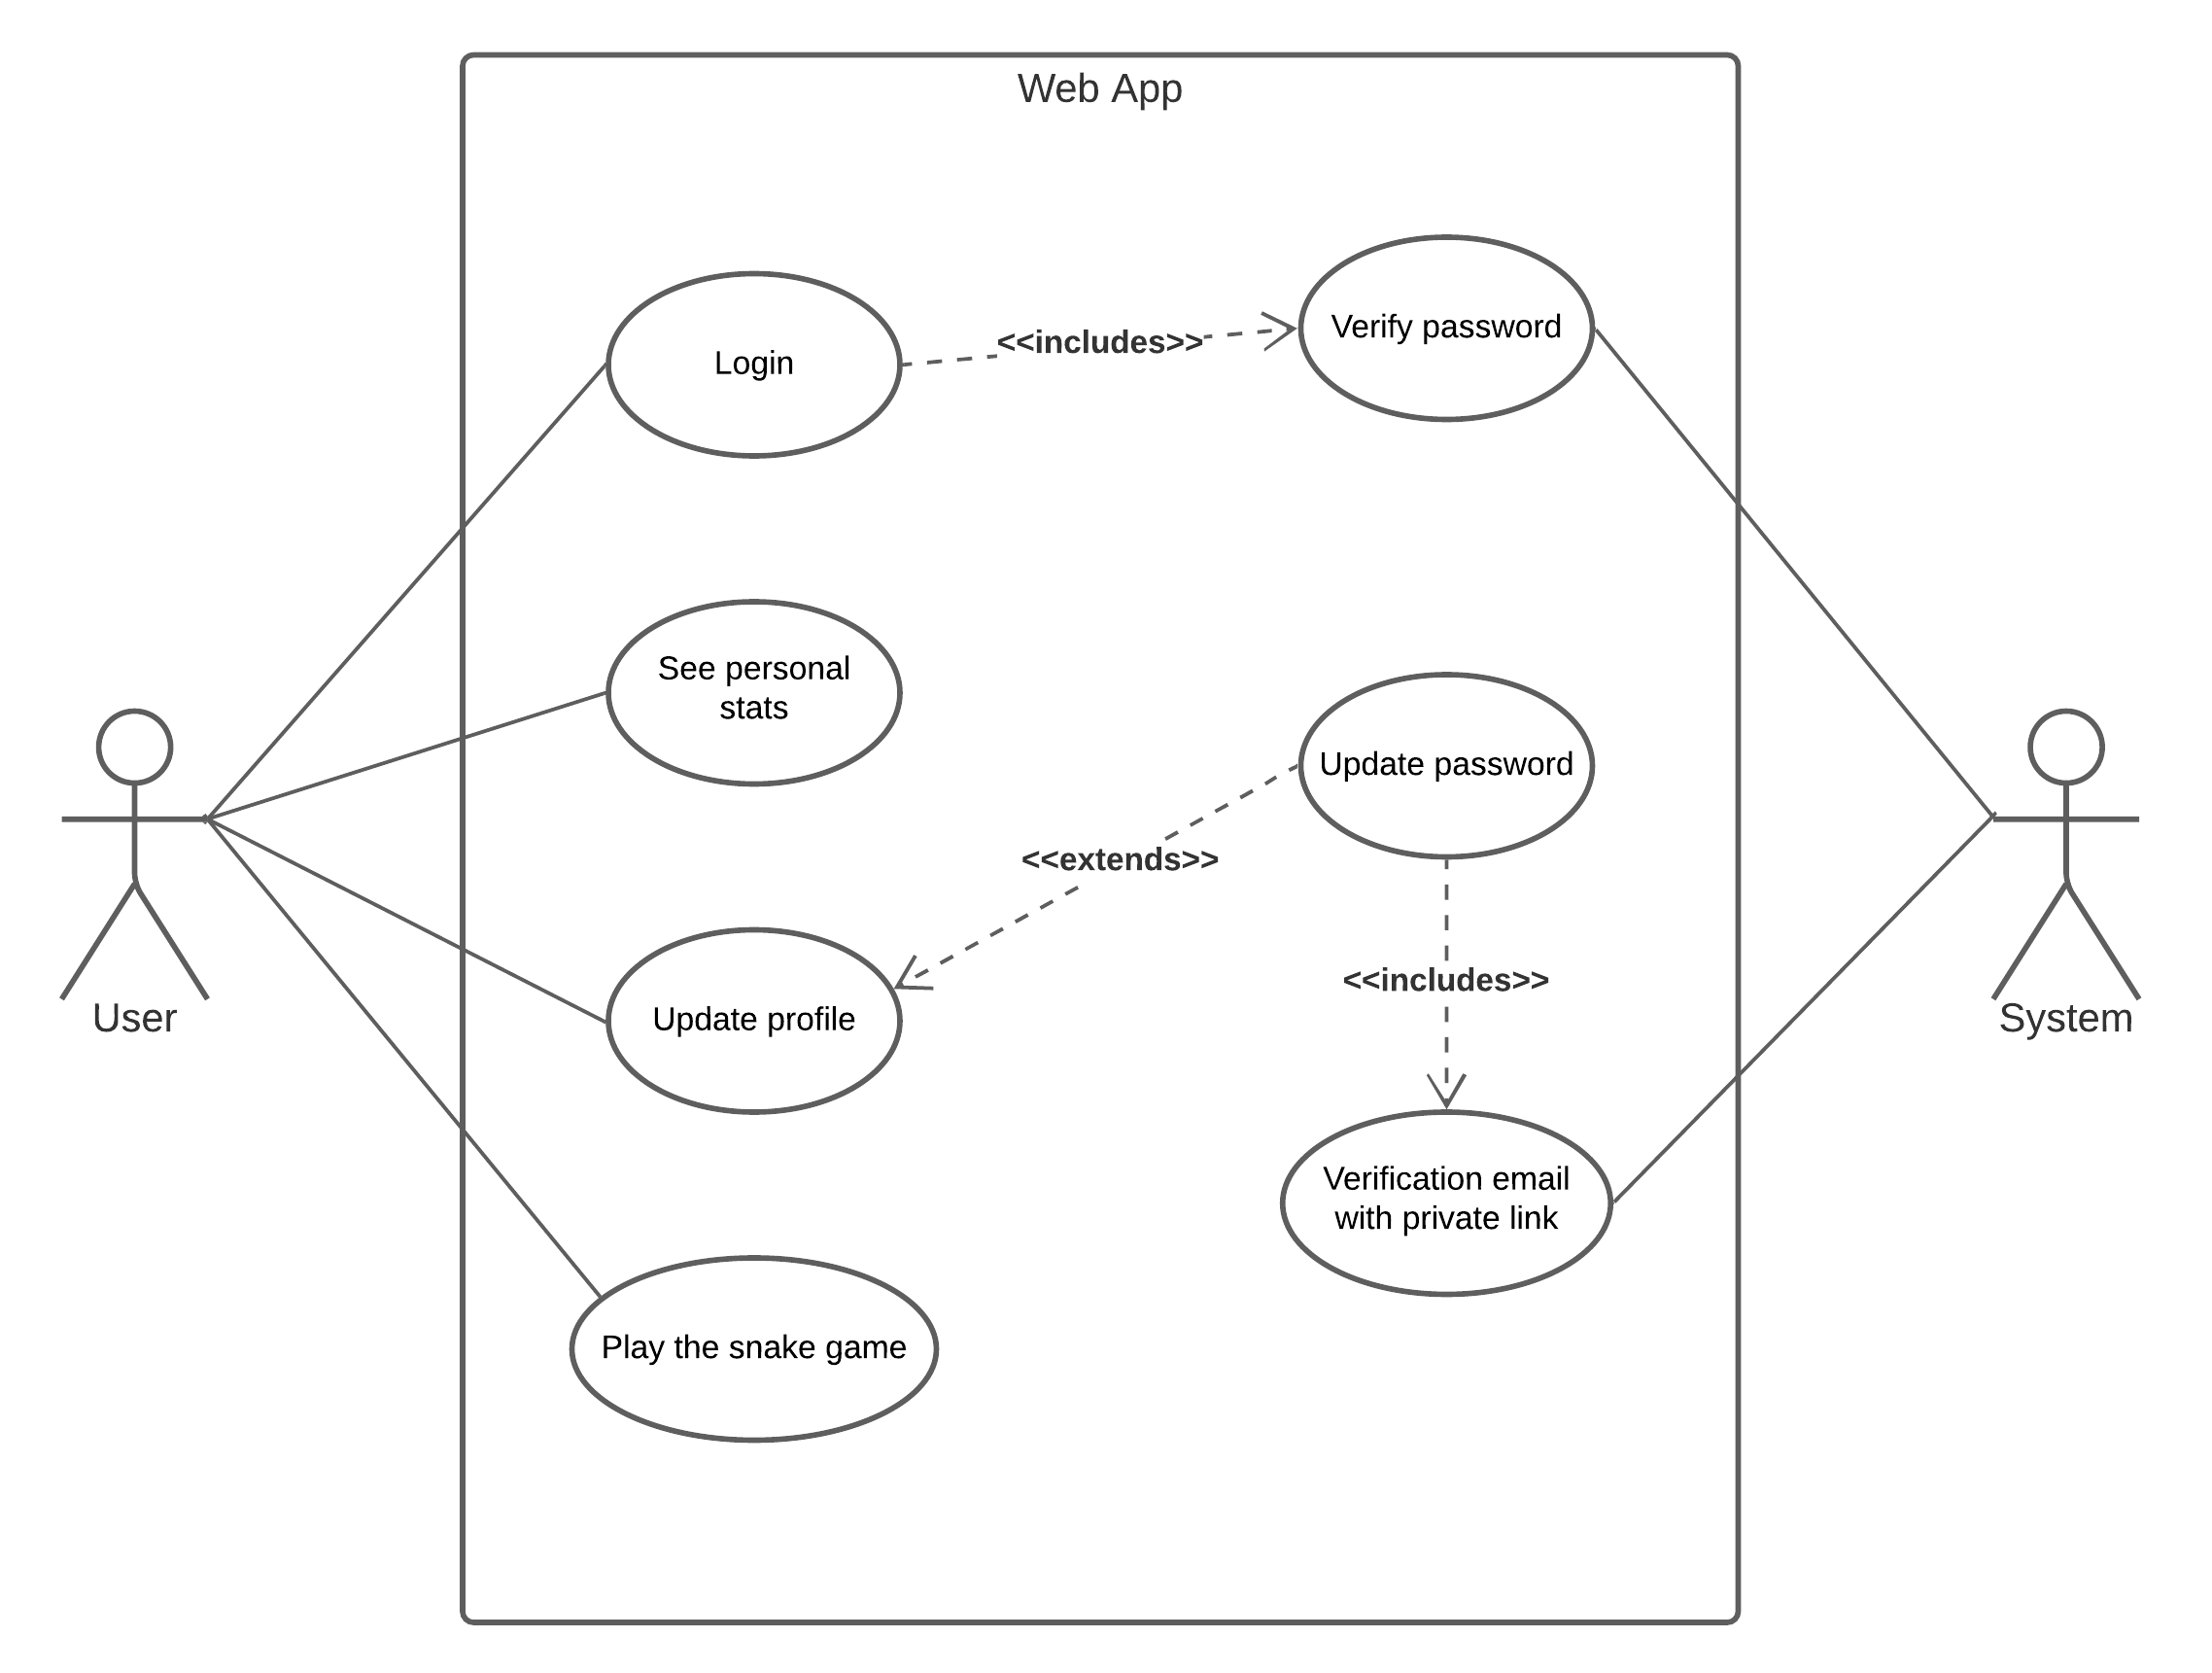 Web App
Login
<<includes>>
Verify password
See personal
stats
Update password
<<extends>>
Update profile
<<includes>>
User
System
Verification email
with private link
Play the snake game